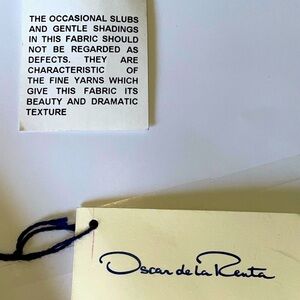 THE OCCASIONAL SLUBS
AND GENTLE SHADINGS
IN THIS FABRIC SHOULD
NOT BE REGARDED AS
DEFECTS. THEY ARE
CHARACTERISTIC OF
THE FINE YARNS WHICH
GIVE THIS FABRIC ITS
BEAUTY AND DRAMATIC
TEXTURE
Oscar de la Renta